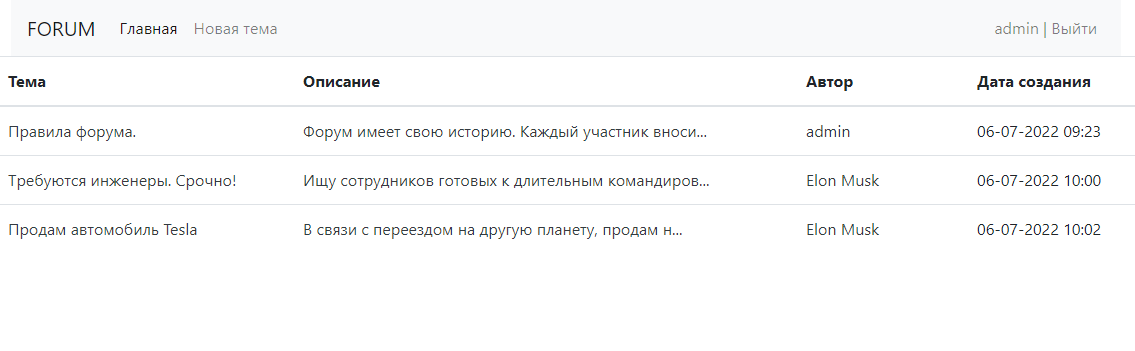 FORUM Главная Новая тема admin | Выйти
Тема Описание Автор Дата создания
Правила форума. Форум имеет свою историю. Каждый участник вноси... admin 06-07-2022 09:23
Требуются инженеры. Срочно! Ищу сотрудников готовых к длительным командиров... Elon Musk 06-07-2022 10:00
Продам автомобиль Tesla В связи с переездом на другую планету, продам н... Elon Musk 06-07-2022 10:02